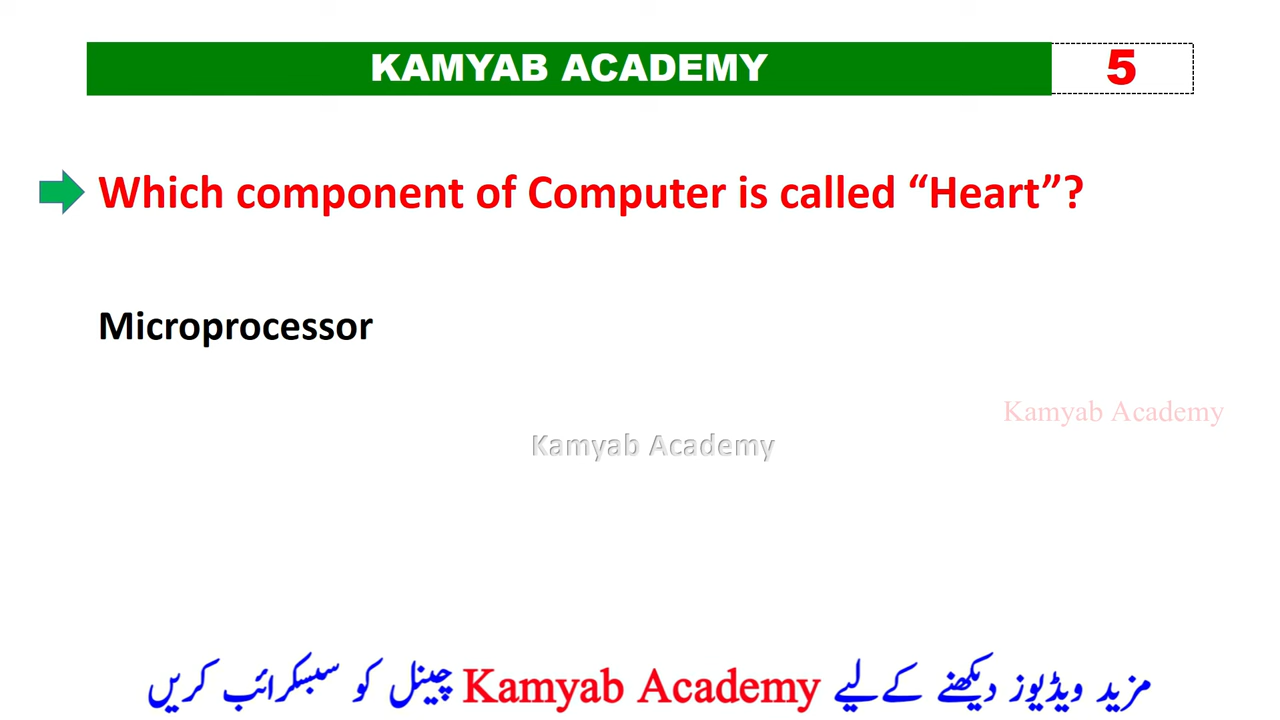 KAMYAB ACADEMY
5
Which component of Computer is called “Heart”?
Microprocessor
Kamyab Academy
Kamyab Academy
مزید ویڈیوز دیکھنے کے لیے Kamyab Academy چینل کو سبسکرائب کریں